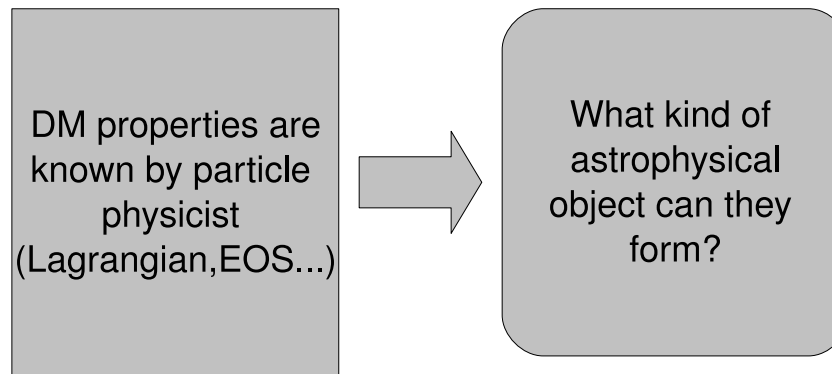 DM properties are
known by particle
physicist
(Lagrangian,EOS...)
What kind of
astrophysical
object can they
form?